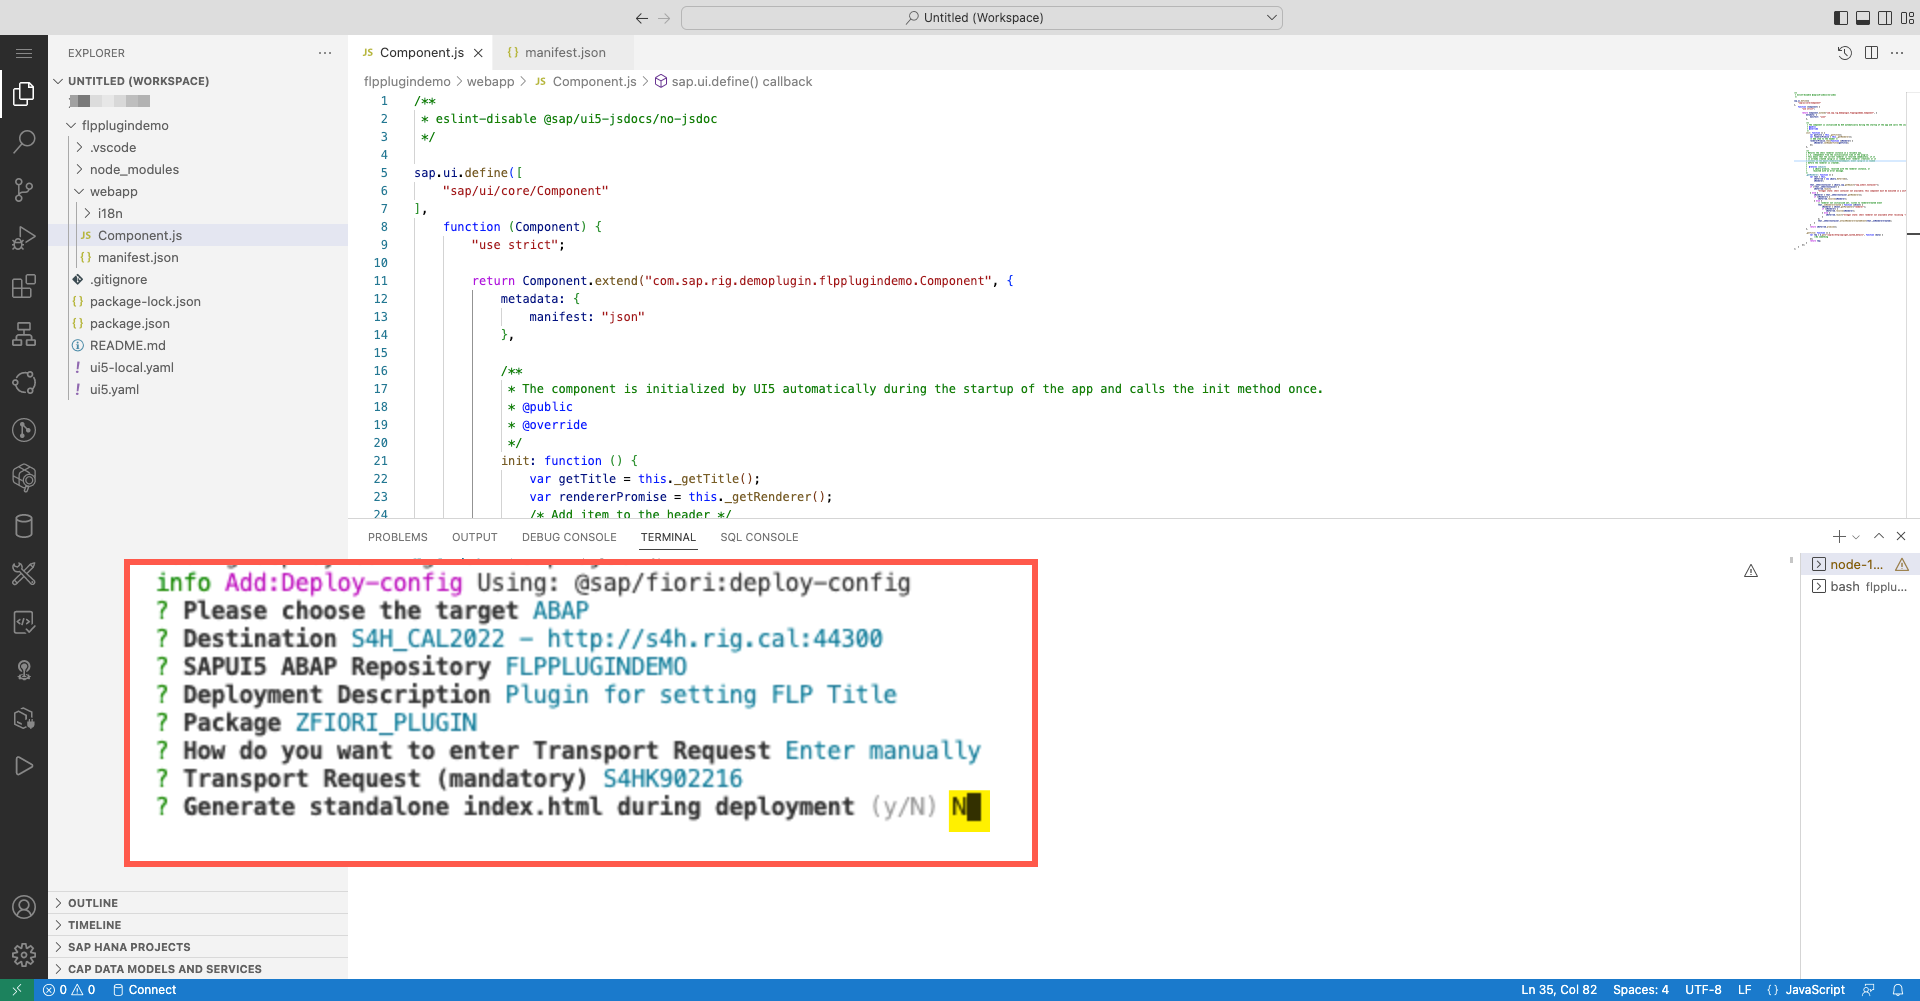 Untitled (Workspace)
EXPLORER
UNTITLED (WORKSPACE)
flpplugindemo
.vscode
node_modules
webapp
i18n
JS Component.js
{} manifest.json
.gitignore
{} package-lock.json
{} package.json
README.md
! ui5-local.yaml
! ui5.yaml
OUTLINE
TIMELINE
SAP HANA PROJECTS
CAP DATA MODELS AND SERVICES
JS Component.js
{} manifest.json
flpplugindemo > webapp > JS Component.js > sap.ui.define() callback
1 /**
2 * eslint-disable @sap/ui5-jsdocs/no-jsdoc
3 */
4
5 sap.ui.define([
6 "sap/ui/core/Component"
7 ],
8 function (Component) {
9 "use strict";
10
11 return Component.extend("com.sap.rig.demoplugin.flpplugindemo.Component", {
12 metadata: {
13 manifest: "json"
14 },
15
16 /**
17 * The component is initialized by UI5 automatically during the startup of the app and calls the init method once.
18 * @public
19 * @override
20 */
21 init: function () {
22 var getTitle = this._getTitle();
23 var rendererPromise = this._getRenderer();
24 /* Add item to the header */
PROBLEMS OUTPUT DEBUG CONSOLE TERMINAL SQL CONSOLE
info Add:Deploy-config Using: @sap/fiori:deploy-config
? Please choose the target ABAP
? Destination S4H_CAL2022 - http://s4h.rig.cal:44300
? SAPUI5 ABAP Repository FLPPLUGINDEMO
? Deployment Description Plugin for setting FLP Title
? Package ZFIORI_PLUGIN
? How do you want to enter Transport Request Enter manually
? Transport Request (mandatory) S4HK902216
? Generate standalone index.html during deployment (y/N) N
node-1...
bash flpplu...
0 0 Connect
Ln 35, Col 82 Spaces: 4 UTF-8 LF {} JavaScript